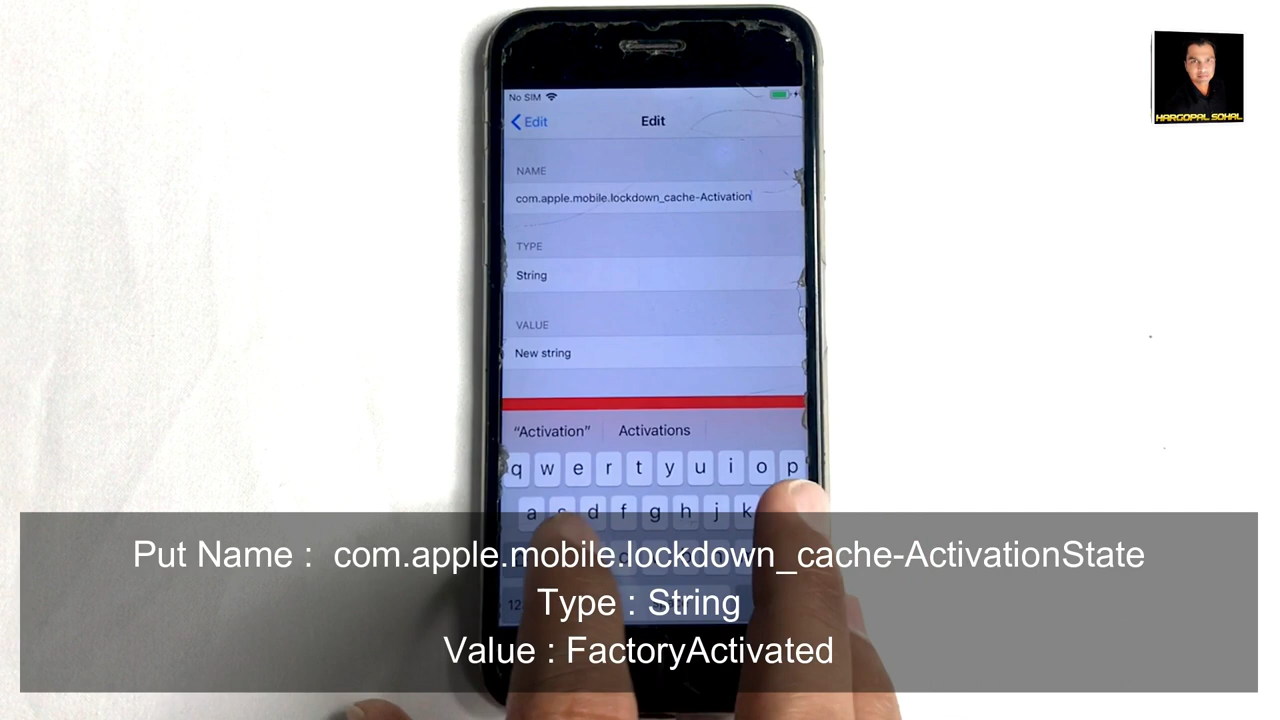 HARGOPAL SOHAL
No SIM
Edit
Edit
NAME
com.apple.mobile.lockdown_cache-Activation
TYPE
String
VALUE
New string
“Activation”
Activations
q w e r t y u i o p
a s d f g h j k
Put Name : com.apple.mobile.lockdown_cache-ActivationState
Type : String
Value : FactoryActivated